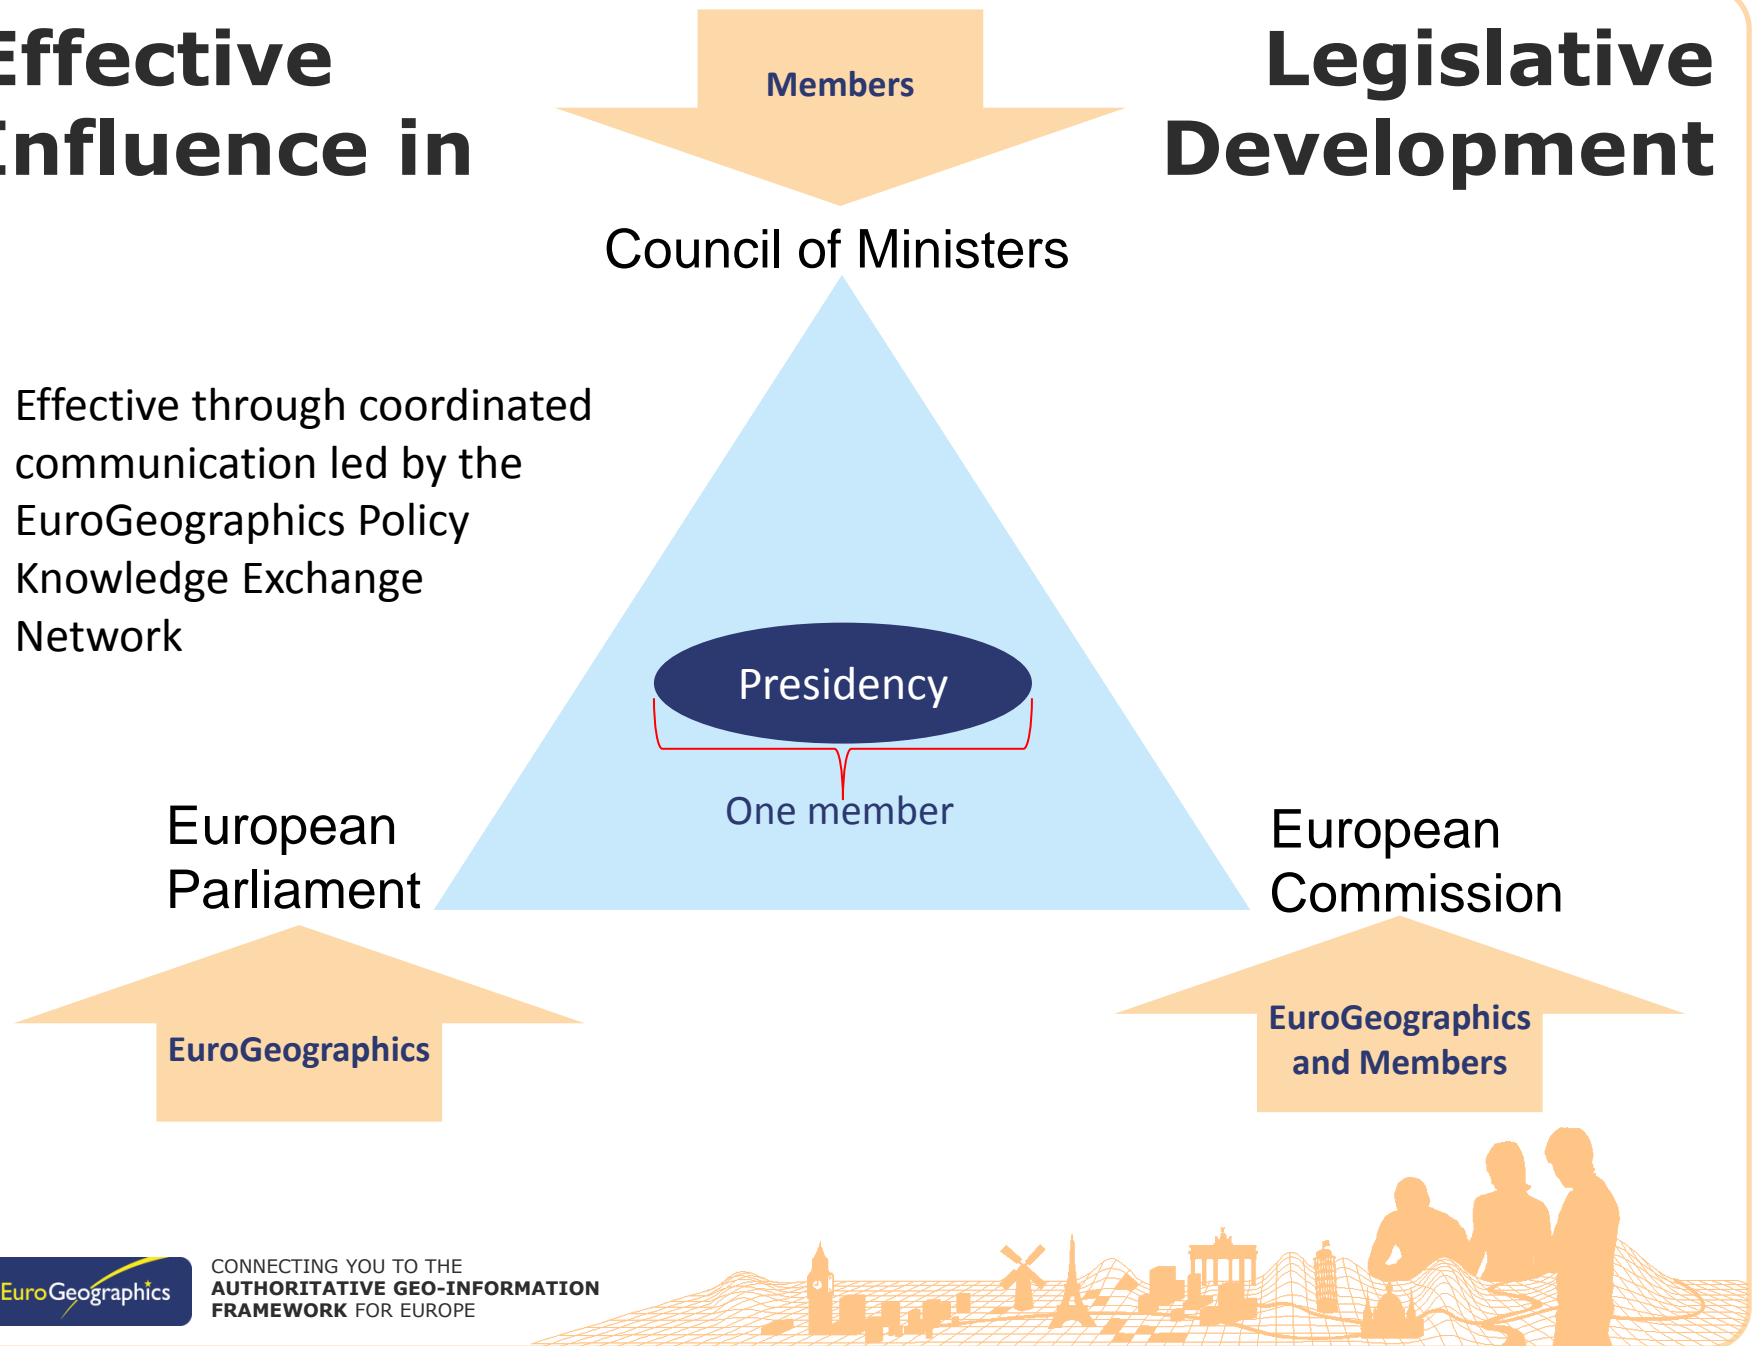 Effective
Influence in
Legislative
Development
Members
Council of Ministers
Effective through coordinated
communication led by the
EuroGeographics Policy
Knowledge Exchange
Network
Presidency
One member
European
Parliament
European
Commission
EuroGeographics
EuroGeographics
and Members
EuroGeographics
CONNECTING YOU TO THE
AUTHORITATIVE GEO-INFORMATION
FRAMEWORK FOR EUROPE